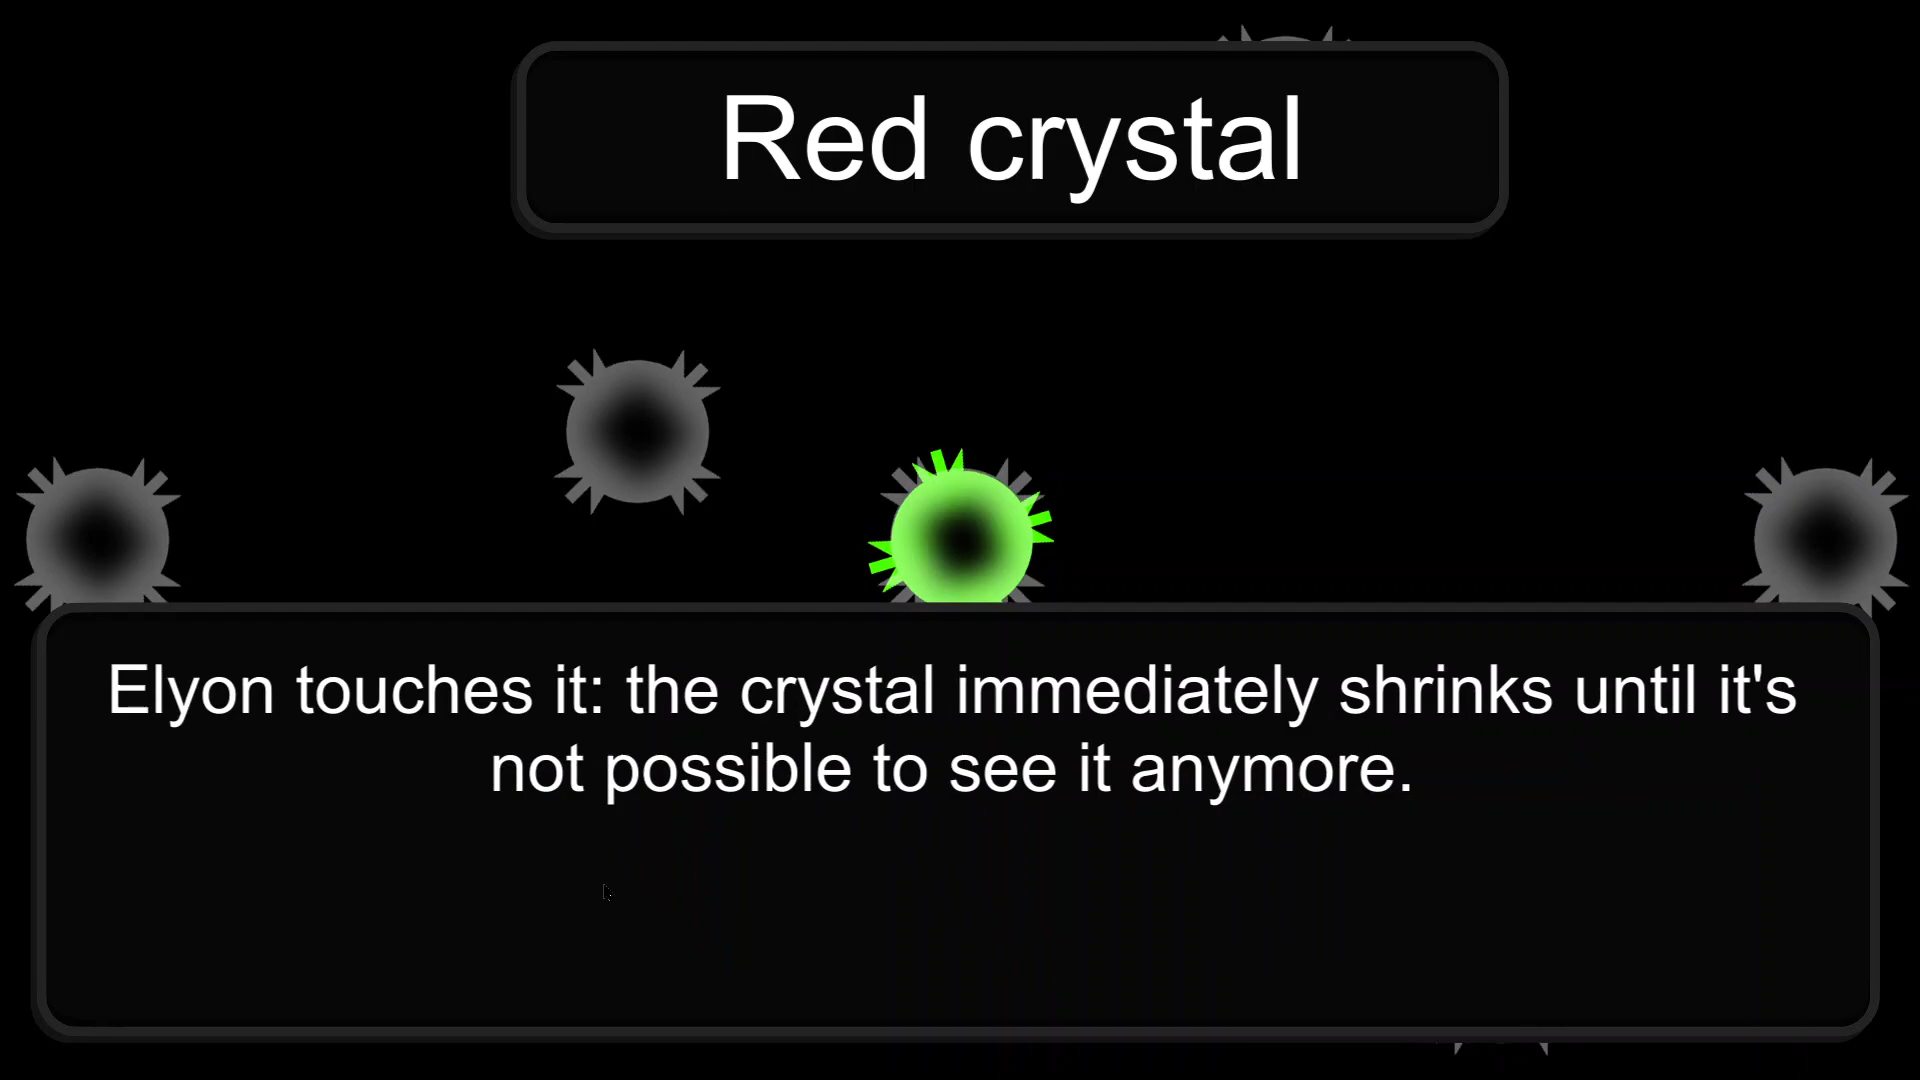 Red crystal
Elyon touches it: the crystal immediately shrinks until it's
not possible to see it anymore.